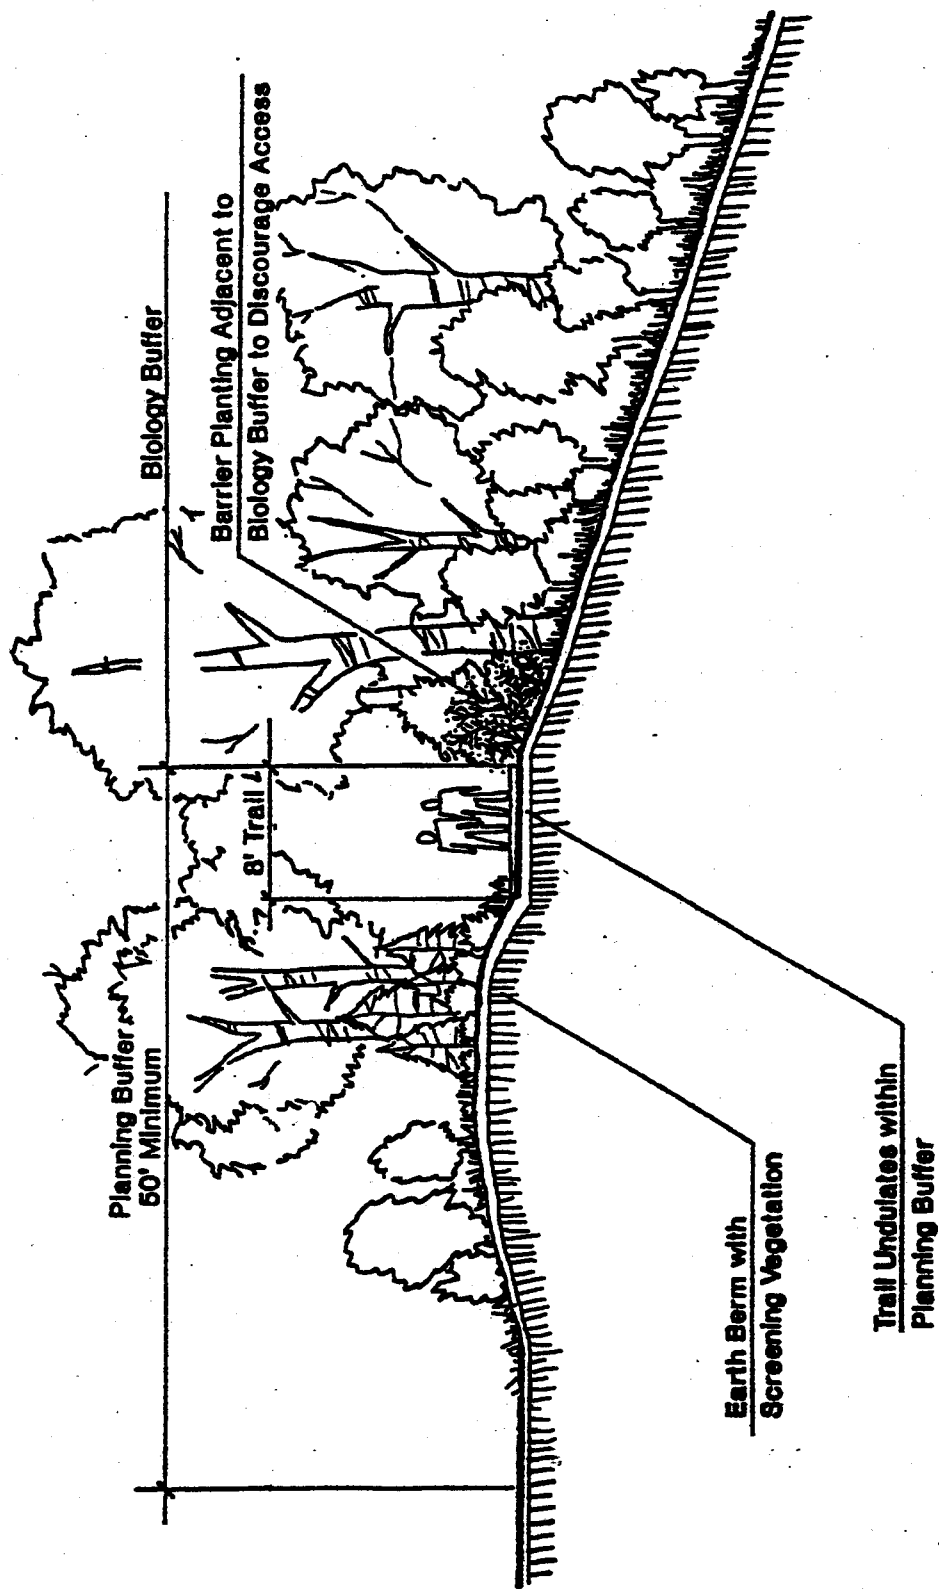 Planning Buffer
50' Minimum
Biology Buffer
8' Trail
Barrier Planting Adjacent to
Biology Buffer to Discourage Access
Earth Berm with
Screening Vegetation
Trail Undulates within
Planning Buffer